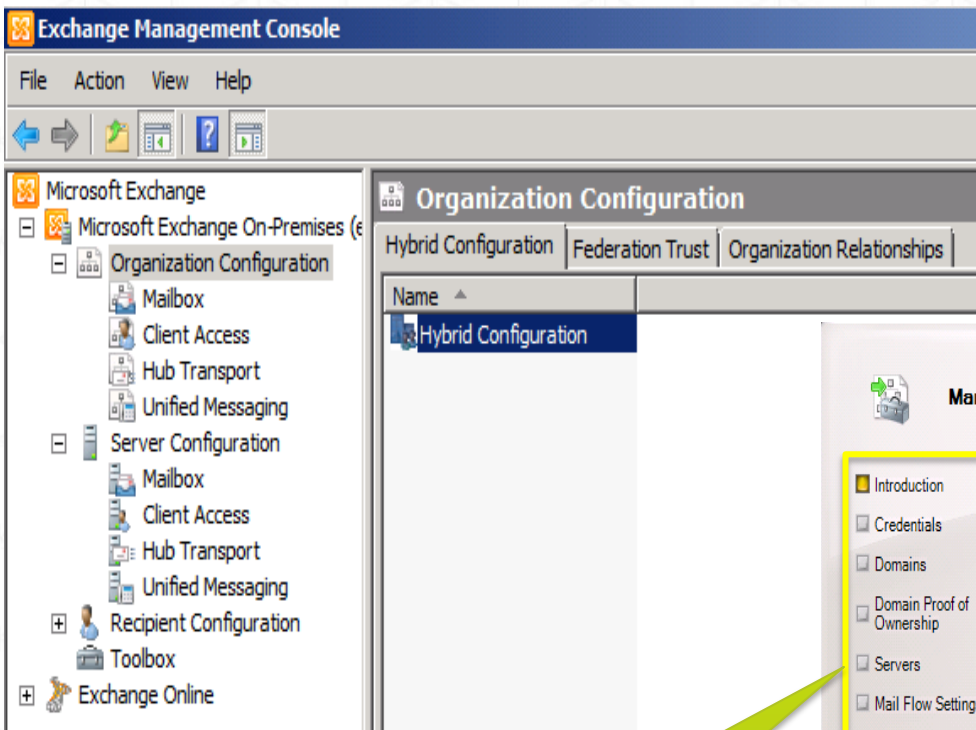 Exchange Management Console
File Action View Help
Microsoft Exchange
Microsoft Exchange On-Premises (e
Organization Configuration
Mailbox
Client Access
Hub Transport
Unified Messaging
Server Configuration
Mailbox
Client Access
Hub Transport
Unified Messaging
Recipient Configuration
Toolbox
Exchange Online
Organization Configuration
Hybrid Configuration Federation Trust Organization Relationships
Name
Hybrid Configuration
Mar
Introduction
Credentials
Domains
Domain Proof of
Ownership
Servers
Mail Flow Setting